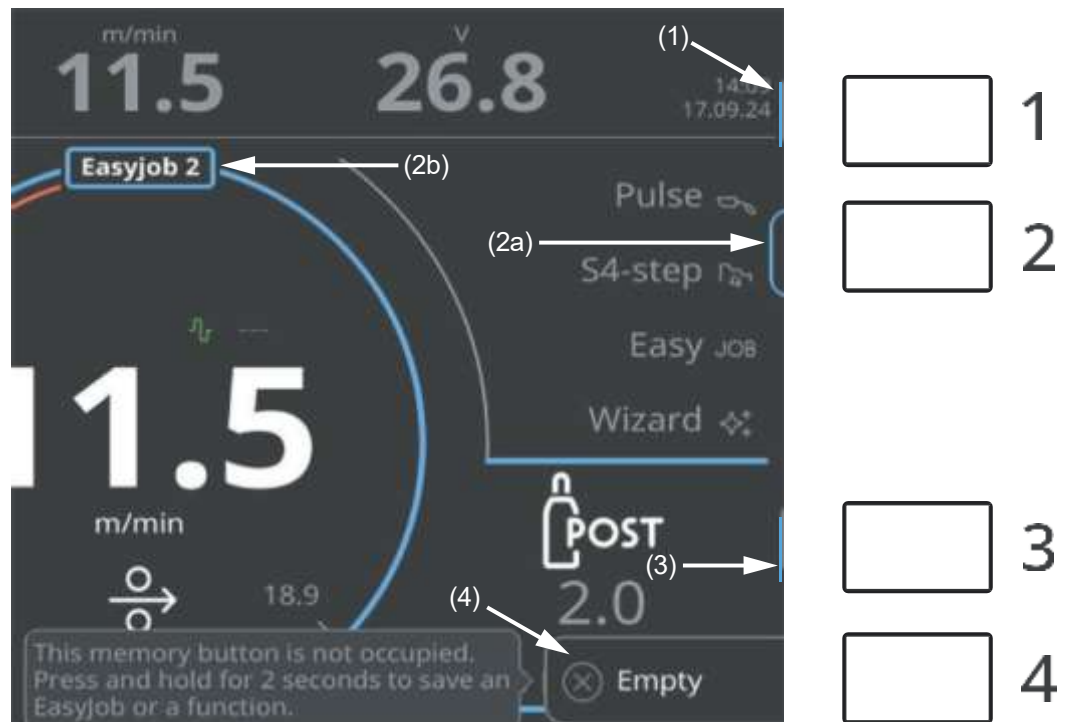 m/min
11.5
V
26.8
(1)
17.09.24
1
Easyjob 2
(2b)
Pulse
(2a)
2
S4-step
Easy JOB
---
Wizard
11.5
m/min
POST
3
(3)
18.9
2.0
(4)
This memory button is not occupied.
Press and hold for 2 seconds to save an
EasyJob or a function.
Empty
4